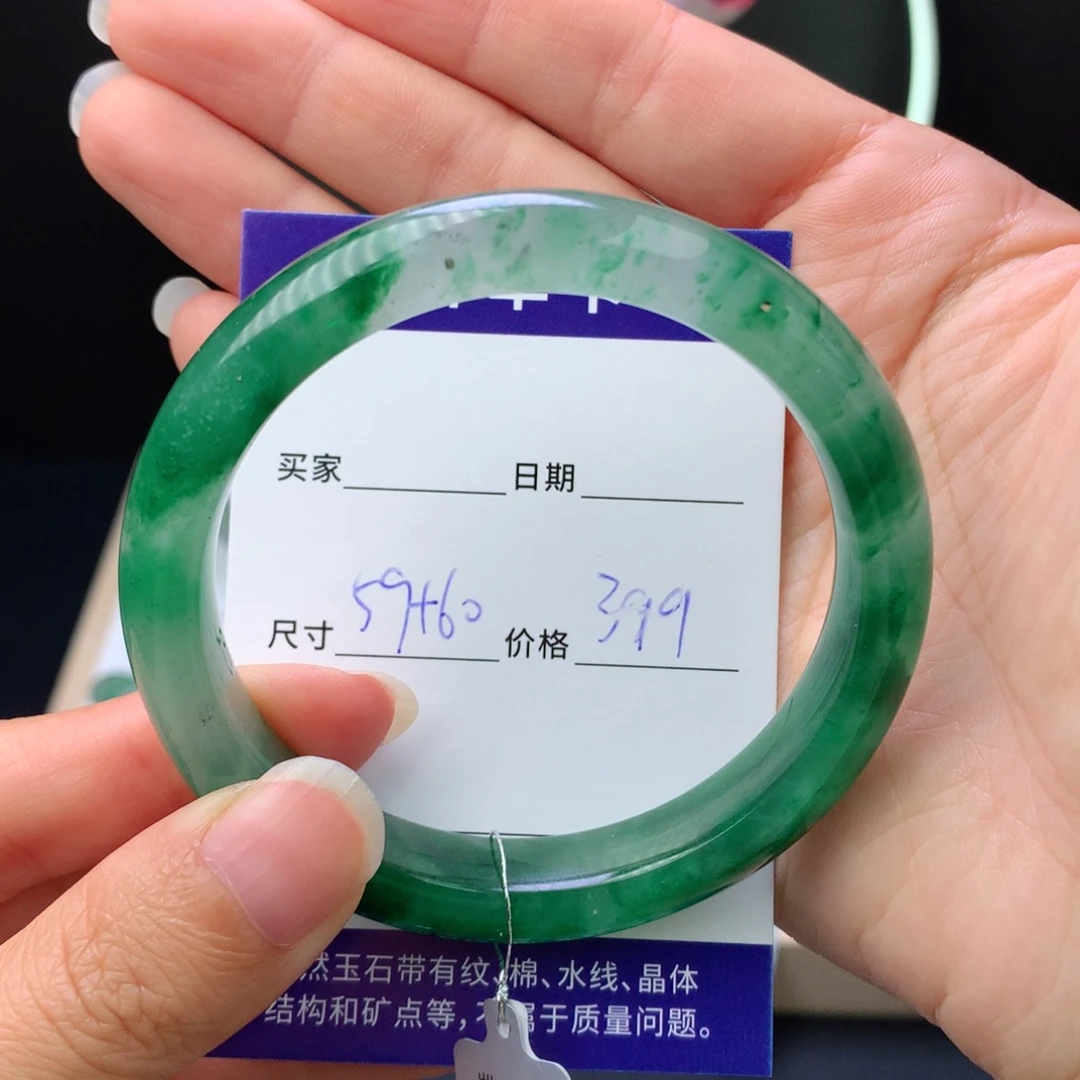 买家 日期
尺寸 59+60 价格 399
然玉石带有纹、棉、水线、晶体
结构和矿点等,不属于质量问题。